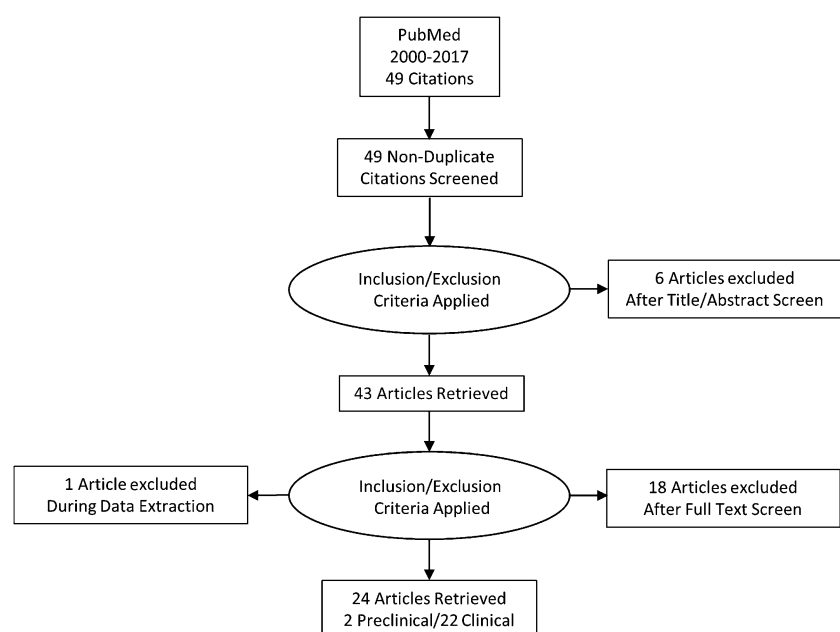 PubMed
2000-2017
49 Citations
49 Non-Duplicate
Citations Screened
Inclusion/Exclusion
Criteria Applied
6 Articles excluded
After Title/Abstract Screen
43 Articles Retrieved
1 Article excluded
During Data Extraction
Inclusion/Exclusion
Criteria Applied
18 Articles excluded
After Full Text Screen
24 Articles Retrieved
2 Preclinical/22 Clinical